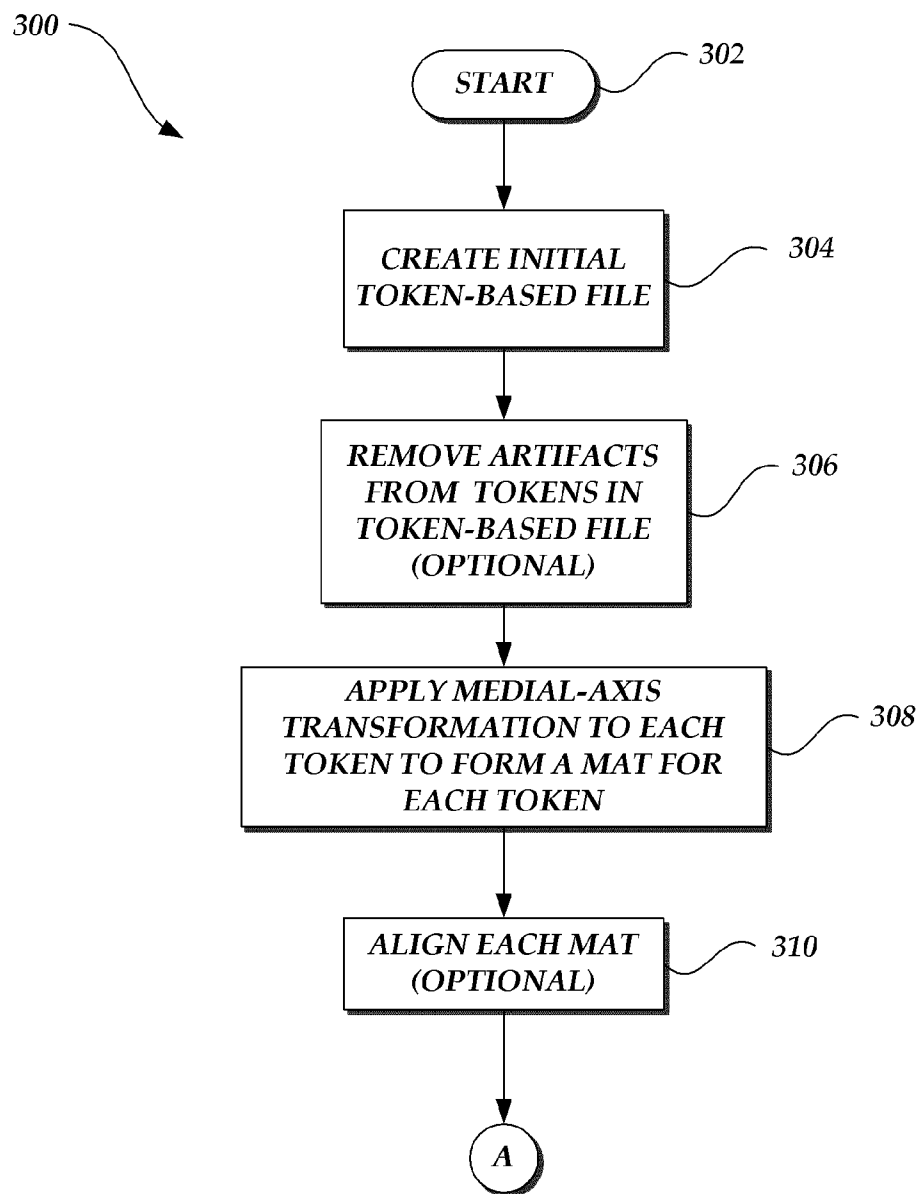 300
START
302
CREATE INITIAL
TOKEN-BASED FILE
304
REMOVE ARTIFACTS
FROM TOKENS IN
TOKEN-BASED FILE
(OPTIONAL)
306
APPLY MEDIAL-AXIS
TRANSFORMATION TO EACH
TOKEN TO FORM A MAT FOR
EACH TOKEN
308
ALIGN EACH MAT
(OPTIONAL)
310
A